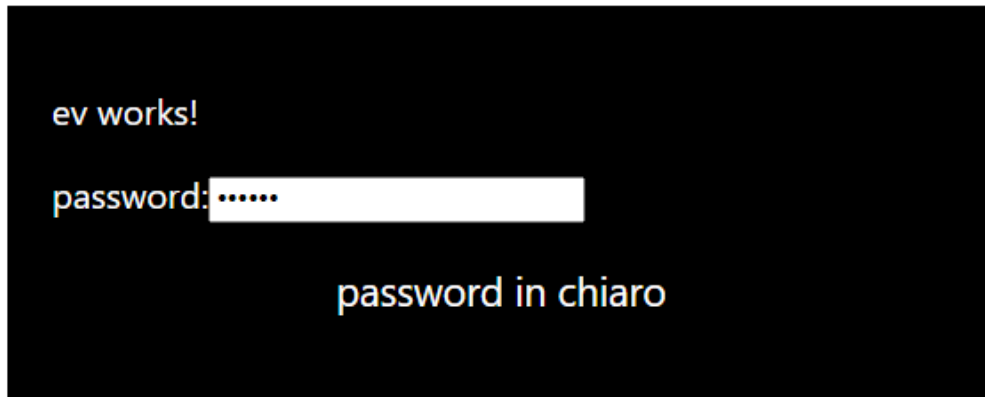 ev works!
password:••••••
password in chiaro